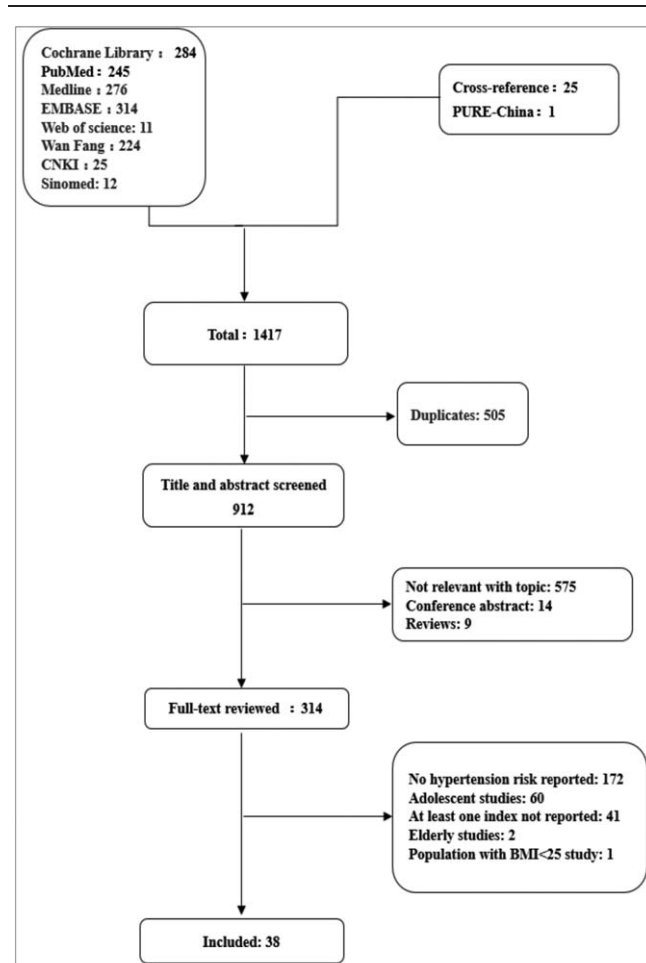 Cochrane Library： 284
PubMed：245
Medline：276
EMBASE：314
Web of science: 11
Wan Fang：224
CNKI：25
Sinomed: 12
Cross-reference：25
PURE-China：1
Total：1417
Duplicates: 505
Title and abstract screened
912
Not relevant with topic: 575
Conference abstract: 14
Reviews: 9
Full-text reviewed ：314
No hypertension risk reported: 172
Adolescent studies: 60
At least one index not reported: 41
Elderly studies: 2
Population with BMI<25 study: 1
Included: 38